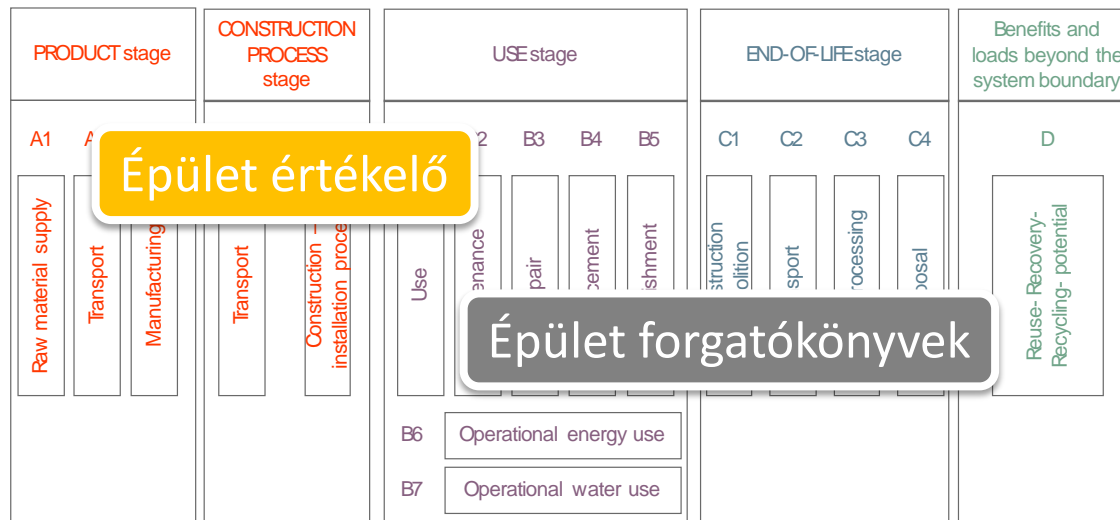 PRODUCT stage
CONSTRUCTION
PROCESS
stage
USE stage
END-OF-LIFE stage
Benefits and
loads beyond the
system boundary
A1
B3
B4
B5
C1
C2
C3
C4
D
Épület értékelő
Raw material supply
Transport
Manufacturing
Transport
Construction –
Use
Reuse- Recovery-
Recycling- potential
Épület forgatókönyvek
B6
Operational energy use
B7
Operational water use